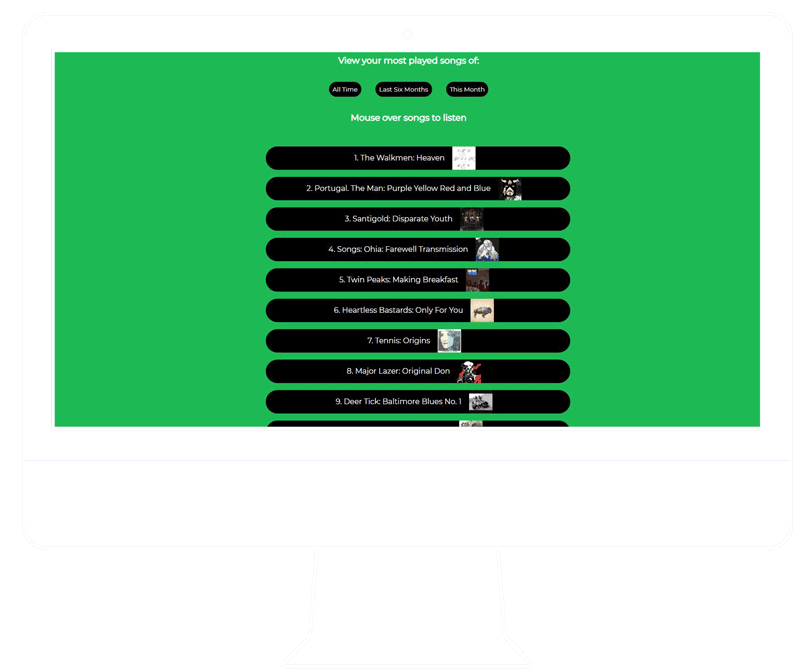 View your most played songs of:
All Time Last Six Months This Month
Mouse over songs to listen
1. The Walkmen: Heaven
2. Portugal. The Man: Purple Yellow Red and Blue
3. Santigold: Disparate Youth
4. Songs: Ohia: Farewell Transmission
5. Twin Peaks: Making Breakfast
6. Heartless Bastards: Only For You
7. Tennis: Origins
8. Major Lazer: Original Don
9. Deer Tick: Baltimore Blues No. 1